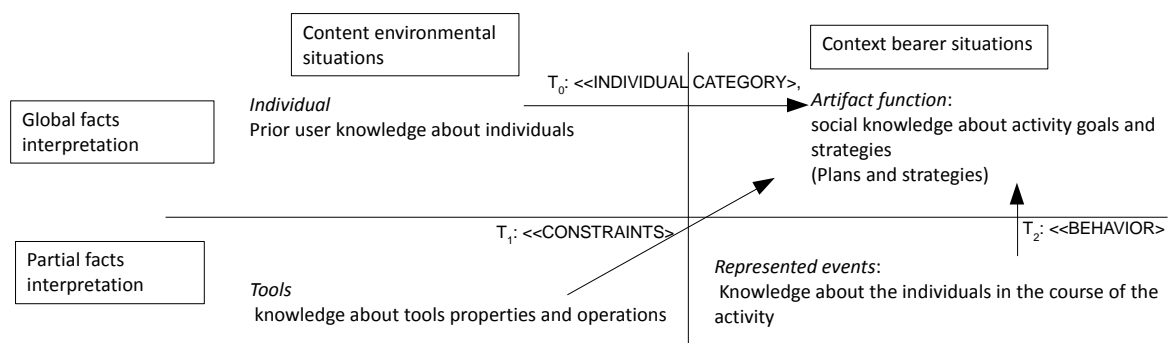 Content environmental
situations
Context bearer situations
T0: <<INDIVIDUAL CATEGORY>,
Individual
Prior user knowledge about individuals
Artifact function:
social knowledge about activity goals and
strategies
(Plans and strategies)
Global facts
interpretation
T1: <<CONSTRAINTS>
T2: <<BEHAVIOR>
Partial facts
interpretation
Tools
knowledge about tools properties and operations
Represented events:
Knowledge about the individuals in the course of the
activity